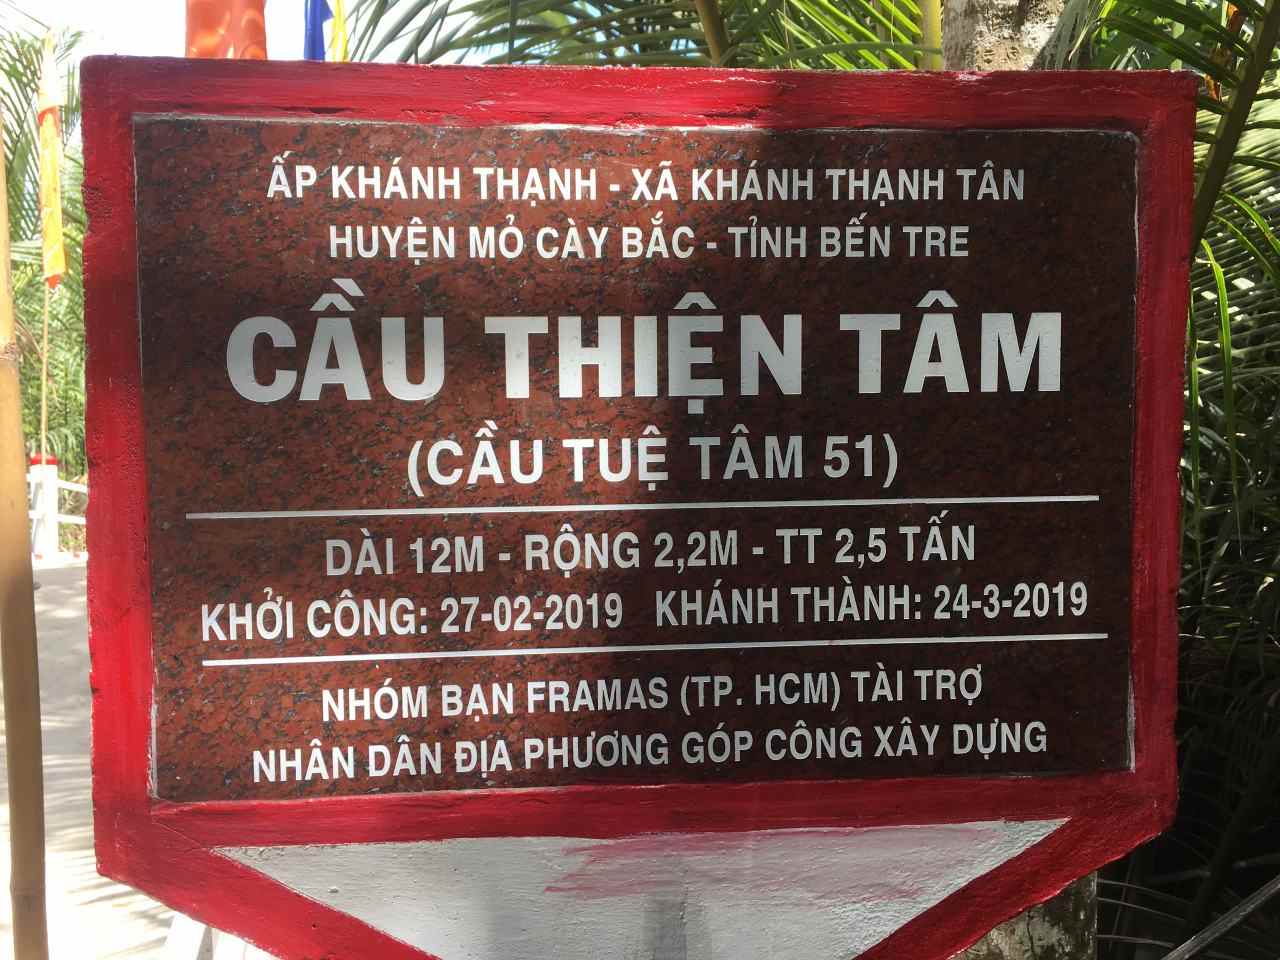 ẤP KHÁNH THẠNH - XÃ KHÁNH THẠNH TÂN
HUYỆN MỎ CÀY BẮC - TỈNH BẾN TRE
CẦU THIỆN TÂM
(CẦU TUỆ TÂM 51)
DÀI 12M - RỘNG 2,2M - TT 2,5 TẤN
KHỞI CÔNG: 27-02-2019 KHÁNH THÀNH: 24-3-2019
NHÓM BẠN FRAMAS (TP. HCM) TÀI TRỢ
NHÂN DÂN ĐỊA PHƯƠNG GÓP CÔNG XÂY DỰNG